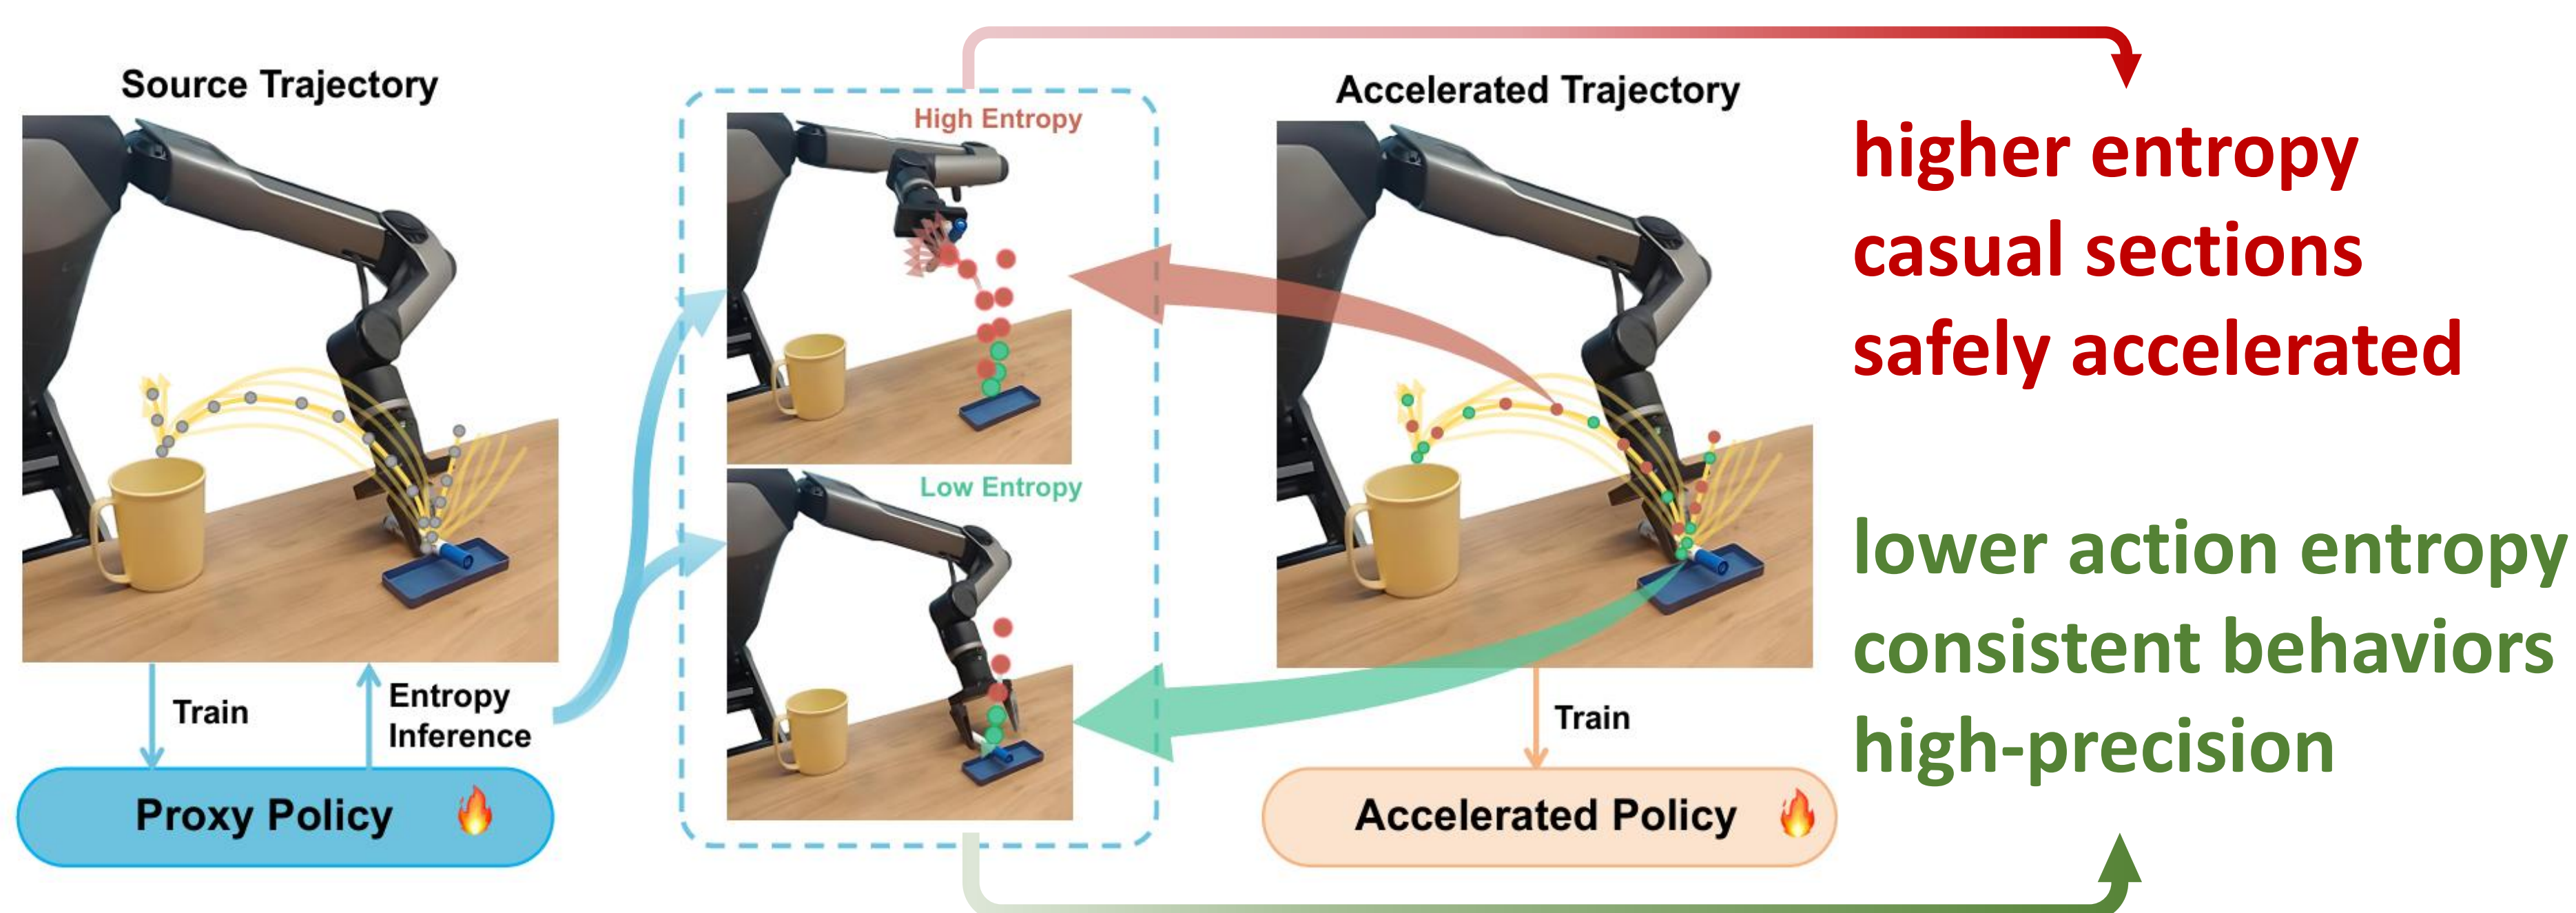 Source Trajectory
Train
Entropy
Inference
Proxy Policy
High Entropy
Low Entropy
Accelerated Trajectory
Train
Accelerated Policy
higher entropy
casual sections
safely accelerated
lower action entropy
consistent behaviors
high-precision